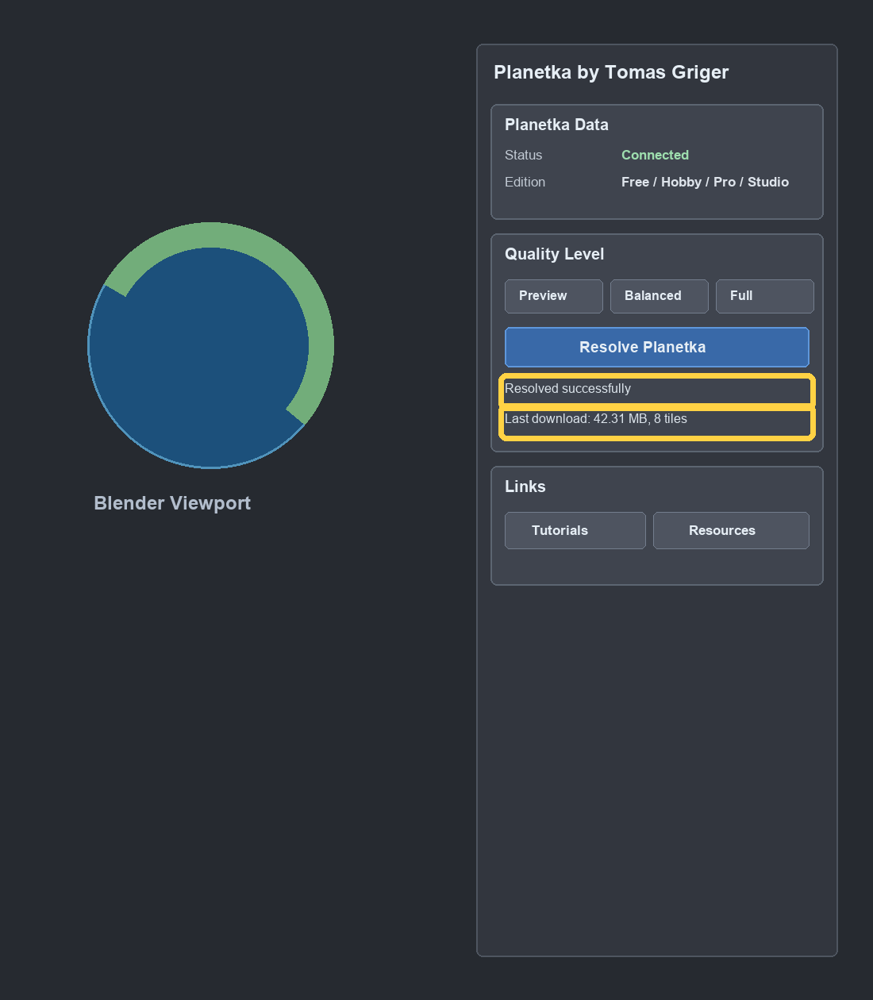 Planetka by Tomas Griger
Planetka Data
Status Connected
Edition Free / Hobby / Pro / Studio
Quality Level
Preview Balanced Full
Resolve Planetka
Resolved successfully
Last download: 42.31 MB, 8 tiles
Links
Tutorials Resources
Blender Viewport